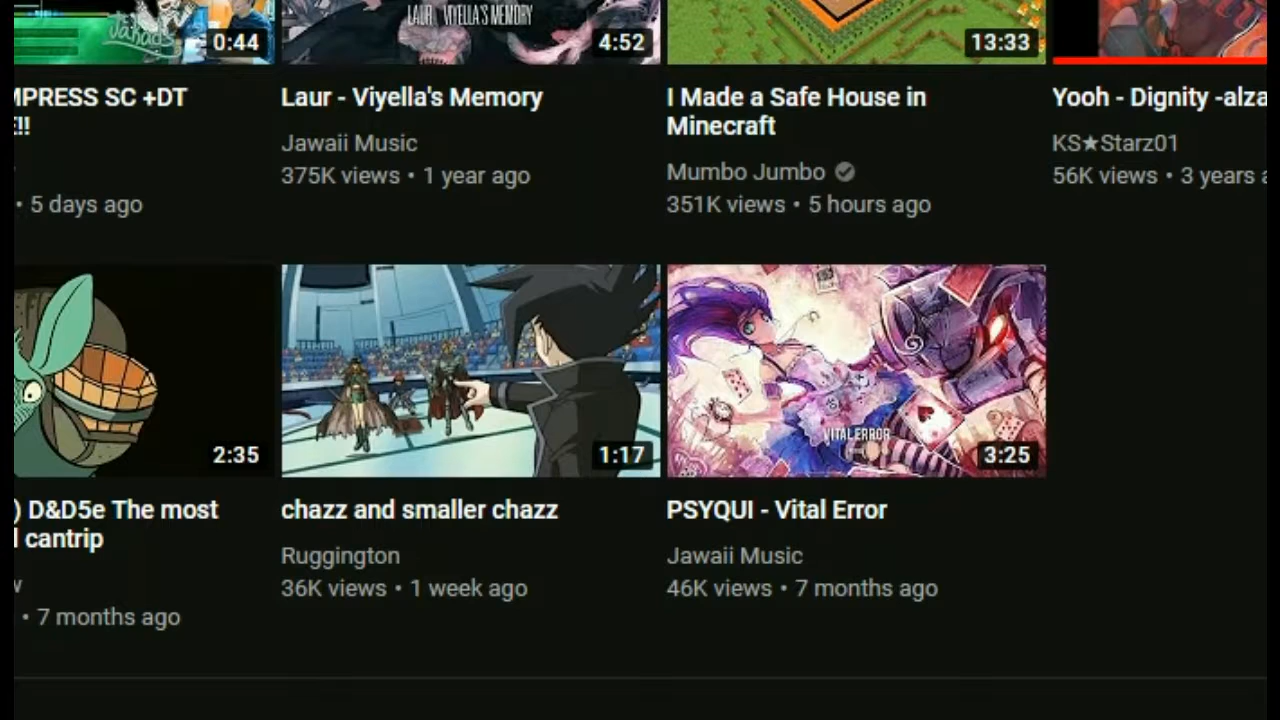 0:44
LAUR VIYELLA'S MEMORY
4:52
13:33
MPRESS SC +DT
!!
Laur - Viyella's Memory
I Made a Safe House in
Minecraft
Yooh - Dignity -alza
Jawaii Music
KS★Starz01
375K views • 1 year ago
Mumbo Jumbo
56K views • 3 years a
• 5 days ago
351K views • 5 hours ago
2:35
1:17
VITAL ERROR
3:25
) D&D5e The most
l cantrip
chazz and smaller chazz
PSYQUI - Vital Error
Ruggington
Jawaii Music
w
36K views • 1 week ago
46K views • 7 months ago
• 7 months ago